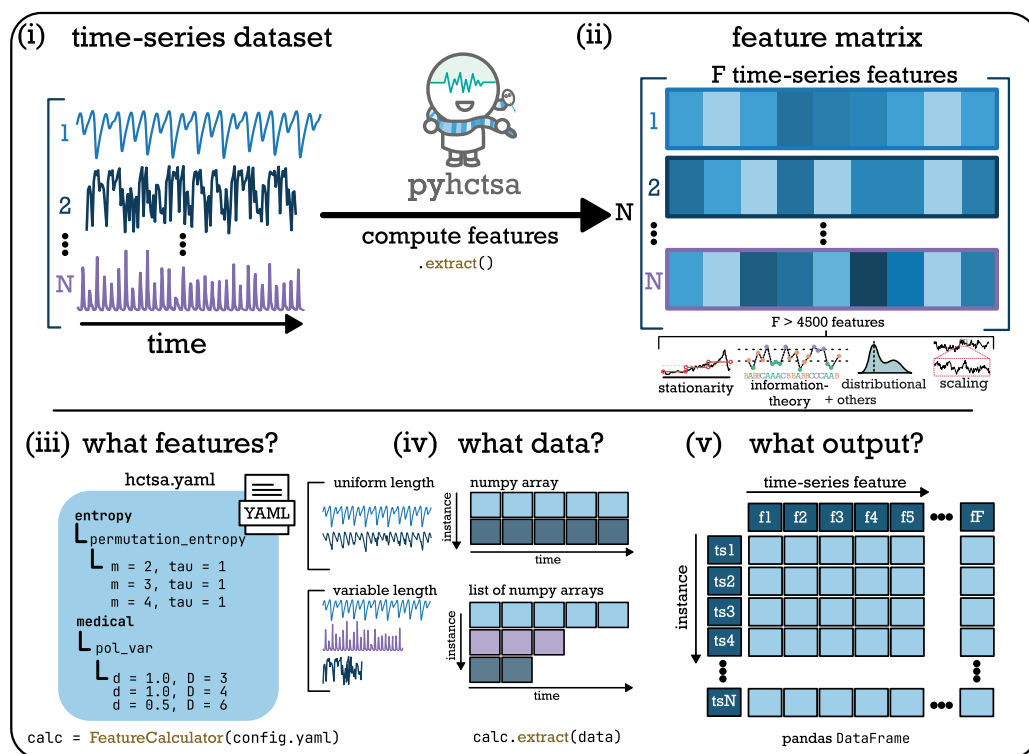 (i) time-series dataset
1
2
N
time
pyhctsa
compute features
.extract()
(ii) feature matrix
F time-series features
N
1
2
N
F > 4500 features
stationarity
BABBCAAACBBABBCCCAAB
information-
theory
distributional
scaling
+ others
(iii) what features?
hctsa.yaml
YAML
entropy
permutation_entropy
m = 2, tau = 1
m = 3, tau = 1
m = 4, tau = 1
medical
pol_var
d = 1.0, D = 3
d = 1.0, D = 4
d = 0.5, D = 6
calc = FeatureCalculator(config.yaml)
(iv) what data?
uniform length
numpy array
instance
time
variable length
list of numpy arrays
instance
time
calc.extract(data)
(v) what output?
time-series feature
f1 f2 f3 f4 f5 fF
instance
ts1
ts2
ts3
ts4
tsN
pandas DataFrame